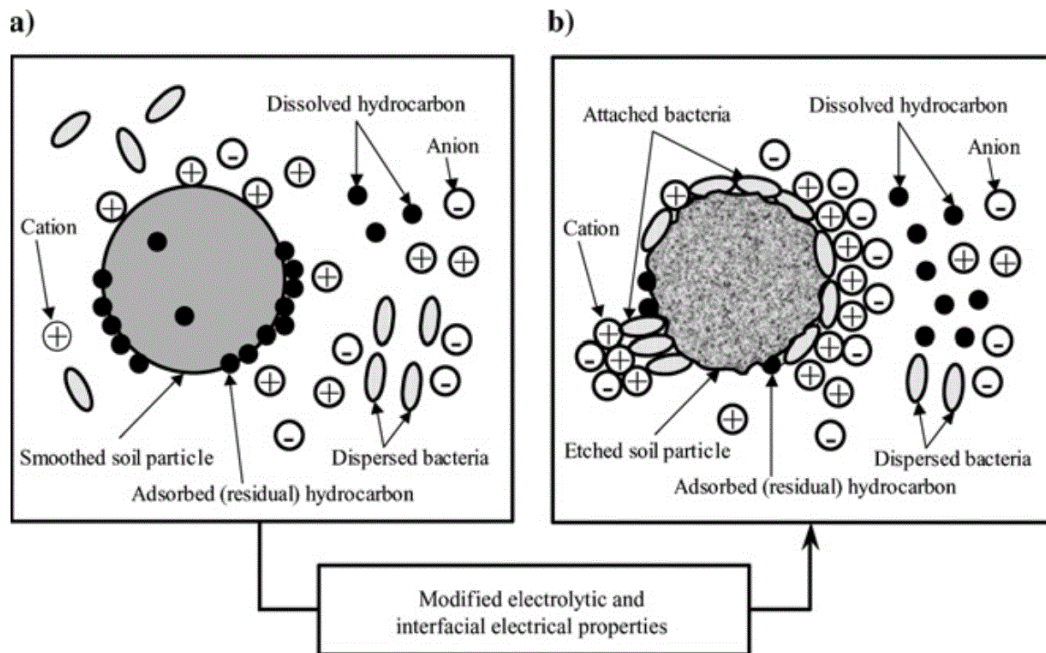 a)
Dissolved hydrocarbon
Anion
Cation
Smoothed soil particle
Dispersed bacteria
Adsorbed (residual) hydrocarbon
b)
Attached bacteria
Dissolved hydrocarbon
Anion
Cation
Etched soil particle
Dispersed bacteria
Adsorbed (residual) hydrocarbon
Modified electrolytic and
interfacial electrical properties